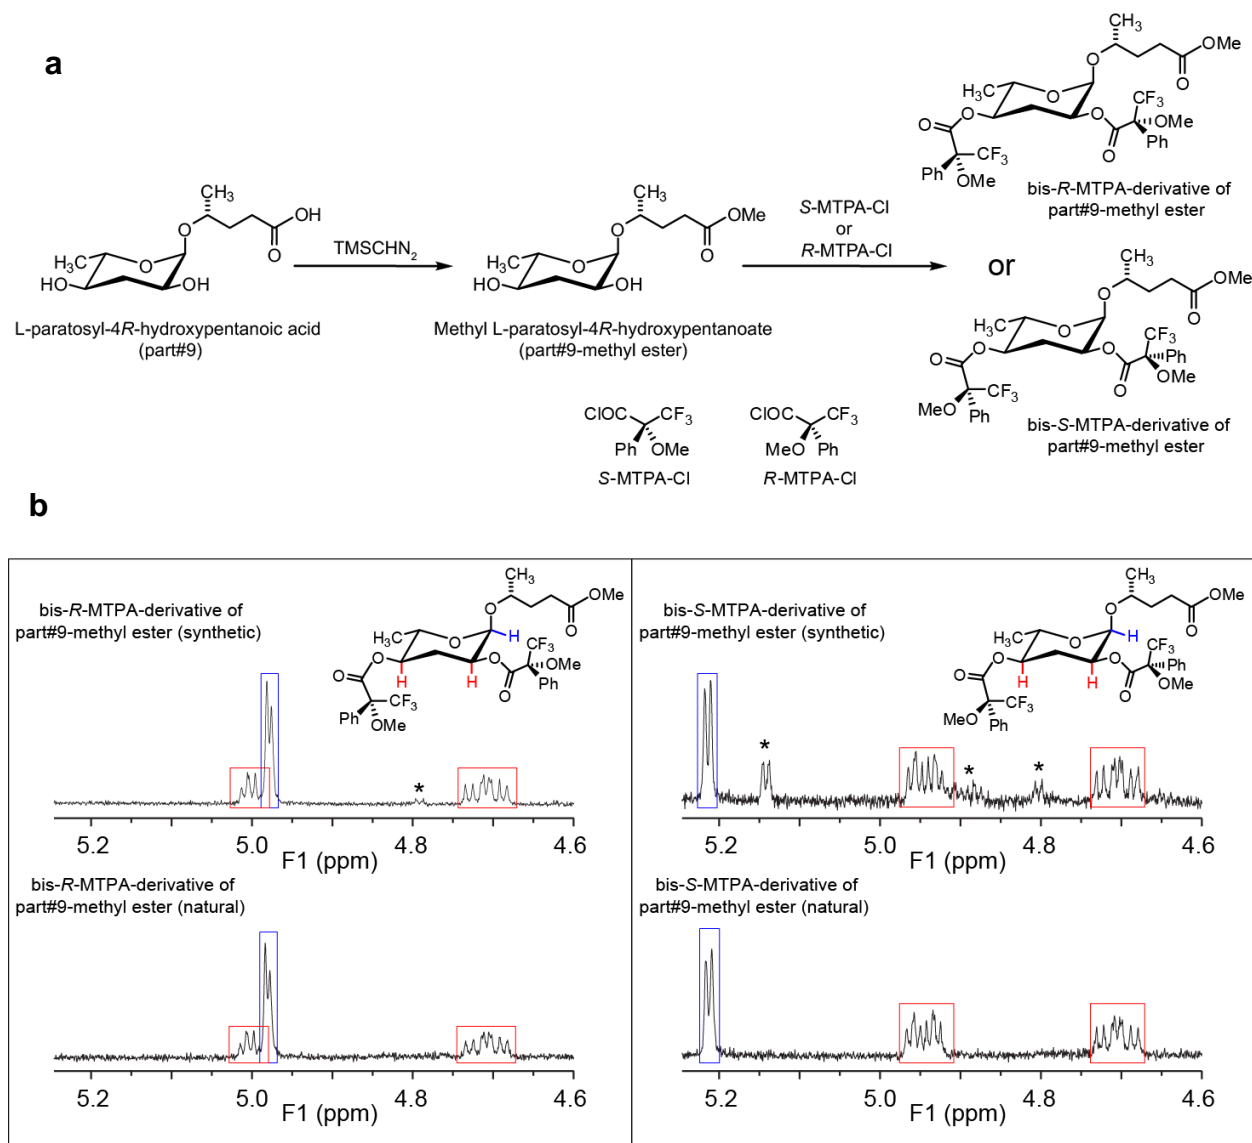 a
CH₃
O
OH
O
H₃C
O
HO
OH
L-paratosyl-4R-hydroxypentanoic acid
(part#9)
TMSCHN₂
CH₃
O
OMe
O
H₃C
O
HO
OH
Methyl L-paratosyl-4R-hydroxypentanoate
(part#9-methyl ester)
S-MTPA-Cl
or
R-MTPA-Cl
CH₃
O
OMe
O
H₃C
O
CF₃
O
O
OMe
O
Ph
CF₃
O
Ph
OMe
bis-R-MTPA-derivative of
part#9-methyl ester
or
CH₃
O
OMe
O
H₃C
O
CF₃
O
O
Ph
O
OMe
CF₃
O
MeO
Ph
bis-S-MTPA-derivative of
part#9-methyl ester
ClOC
CF₃
Ph
OMe
S-MTPA-Cl
ClOC
CF₃
MeO
Ph
R-MTPA-Cl
b
bis-R-MTPA-derivative of
part#9-methyl ester (synthetic)
CH₃
O
OMe
O
H₃C
O
H
CF₃
O
O
OMe
O
H
H
Ph
CF₃
O
Ph
OMe
*
5.2
5.0
4.8
4.6
F1 (ppm)
bis-R-MTPA-derivative of
part#9-methyl ester (natural)
5.2
5.0
4.8
4.6
F1 (ppm)
bis-S-MTPA-derivative of
part#9-methyl ester (synthetic)
CH₃
O
OMe
O
H₃C
O
H
CF₃
O
O
Ph
O
H
H
OMe
CF₃
O
MeO
Ph
*
*
*
5.2
5.0
4.8
4.6
F1 (ppm)
bis-S-MTPA-derivative of
part#9-methyl ester (natural)
5.2
5.0
4.8
4.6
F1 (ppm)